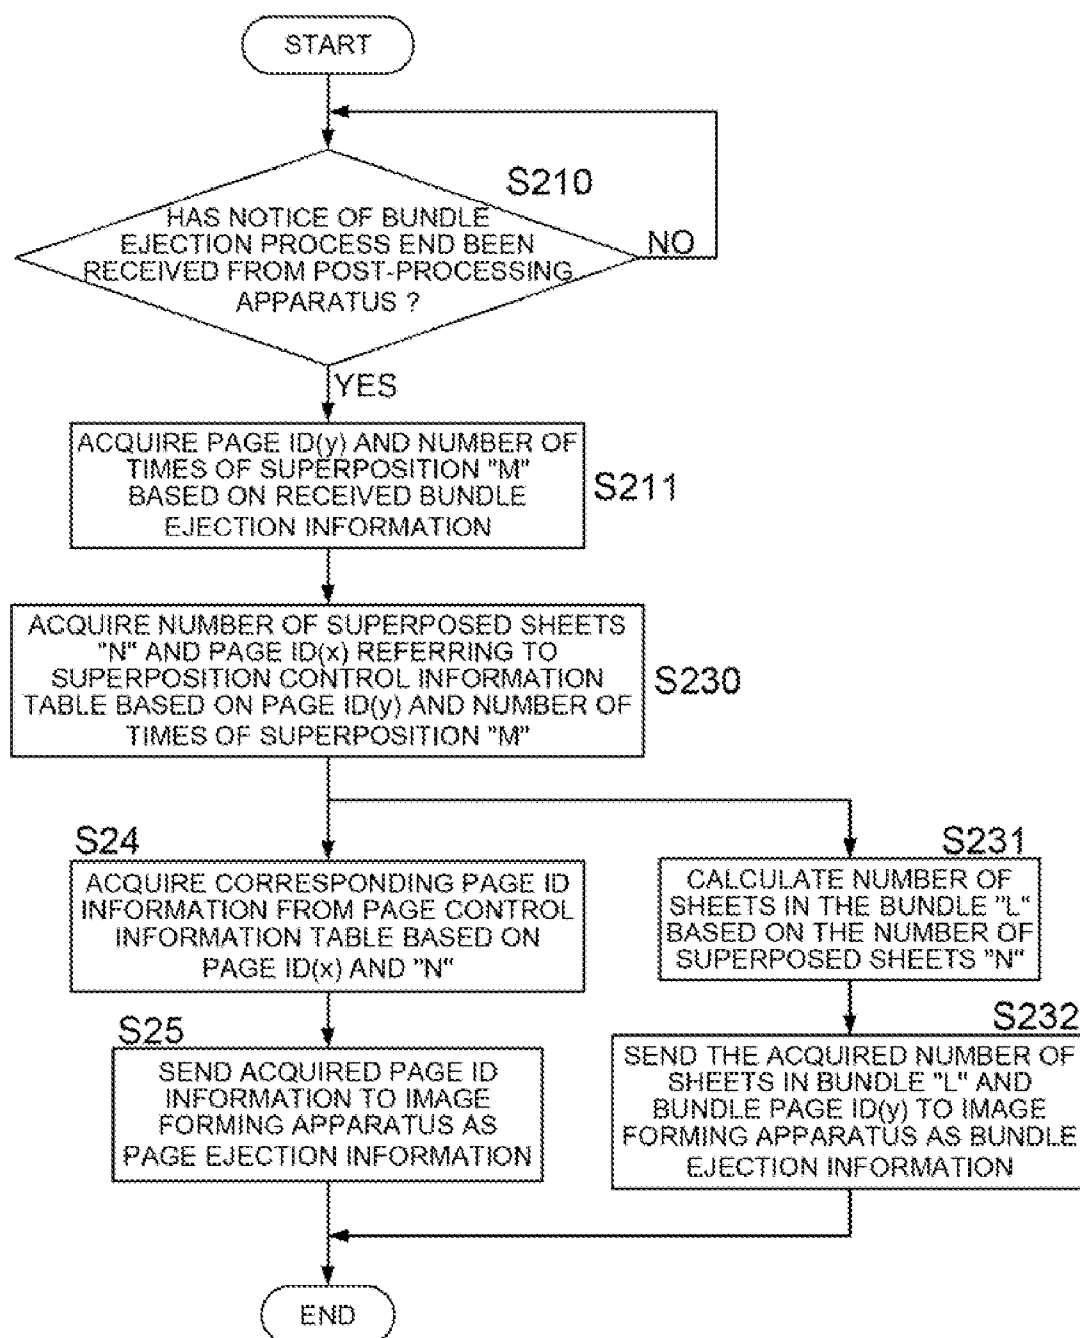 START
S210
HAS NOTICE OF BUNDLE
EJECTION PROCESS END BEEN
RECEIVED FROM POST-PROCESSING
APPARATUS ?
NO
YES
ACQUIRE PAGE ID(y) AND NUMBER OF
TIMES OF SUPERPOSITION "M"
BASED ON RECEIVED BUNDLE
EJECTION INFORMATION
S211
ACQUIRE NUMBER OF SUPERPOSED SHEETS
"N" AND PAGE ID(x) REFERRING TO
SUPERPOSITION CONTROL INFORMATION
TABLE BASED ON PAGE ID(y) AND NUMBER OF
TIMES OF SUPERPOSITION "M"
S230
S24
ACQUIRE CORRESPONDING PAGE ID
INFORMATION FROM PAGE CONTROL
INFORMATION TABLE BASED ON
PAGE ID(x) AND "N"
S231
CALCULATE NUMBER OF
SHEETS IN THE BUNDLE "L"
BASED ON THE NUMBER OF
SUPERPOSED SHEETS "N"
S25
SEND ACQUIRED PAGE ID
INFORMATION TO IMAGE
FORMING APPARATUS AS
PAGE EJECTION INFORMATION
S232
SEND THE ACQUIRED NUMBER OF
SHEETS IN BUNDLE "L" AND
BUNDLE PAGE ID(y) TO IMAGE
FORMING APPARATUS AS BUNDLE
EJECTION INFORMATION
END